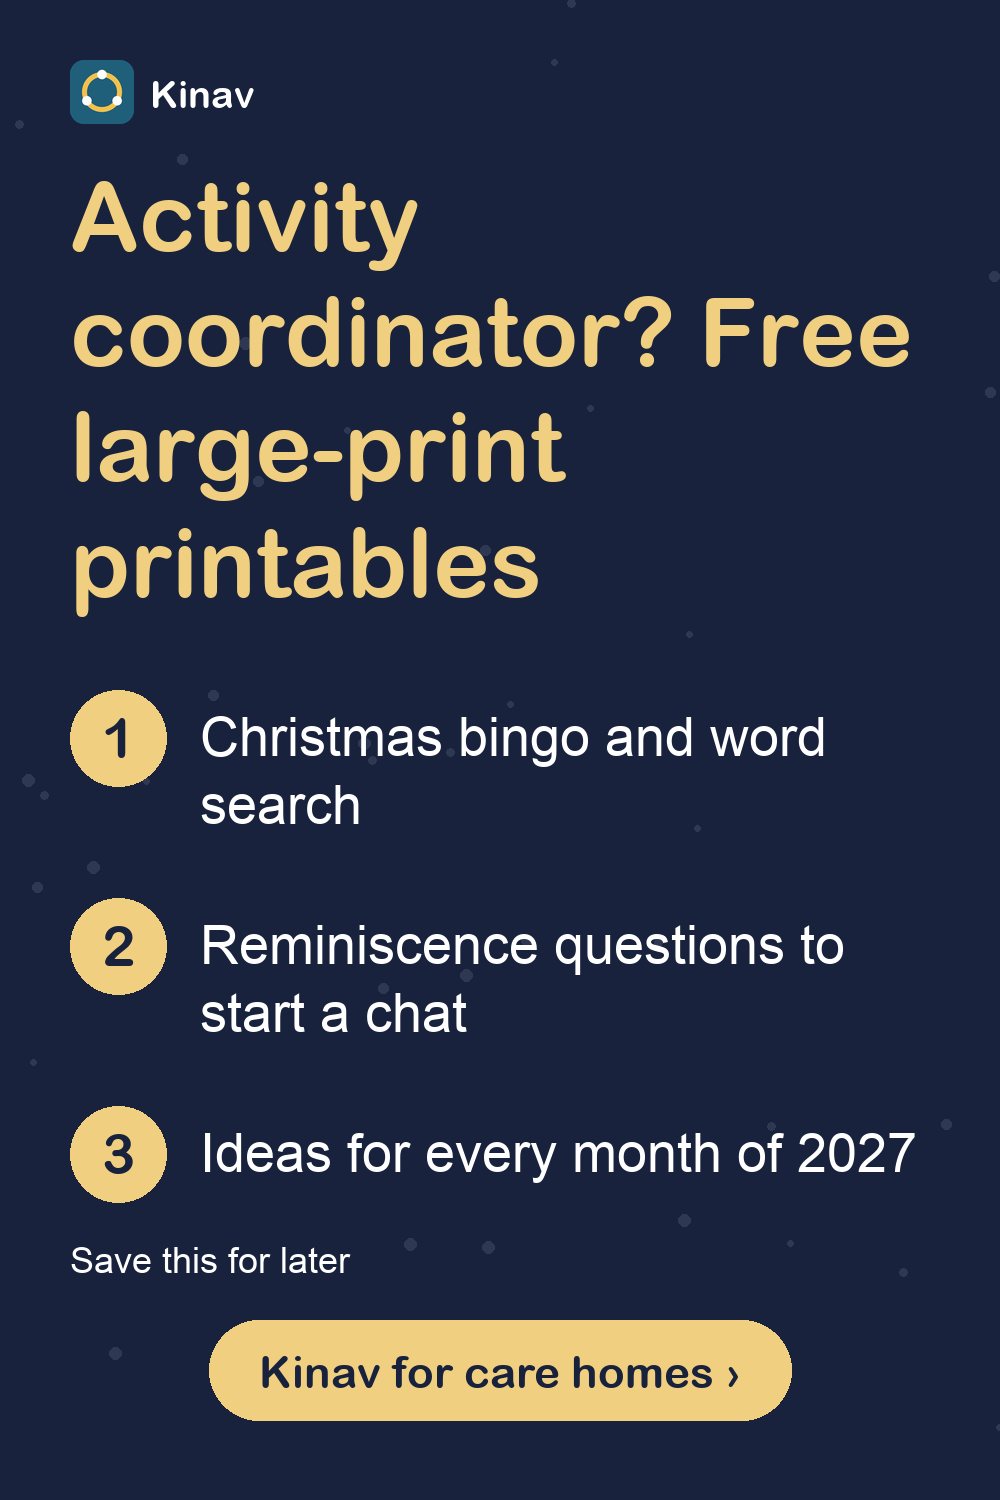 Kinav
Activity
coordinator? Free
large-print
printables
1
Christmas bingo and word
search
2
Reminiscence questions to
start a chat
3
Ideas for every month of 2027
Save this for later
Kinav for care homes ›